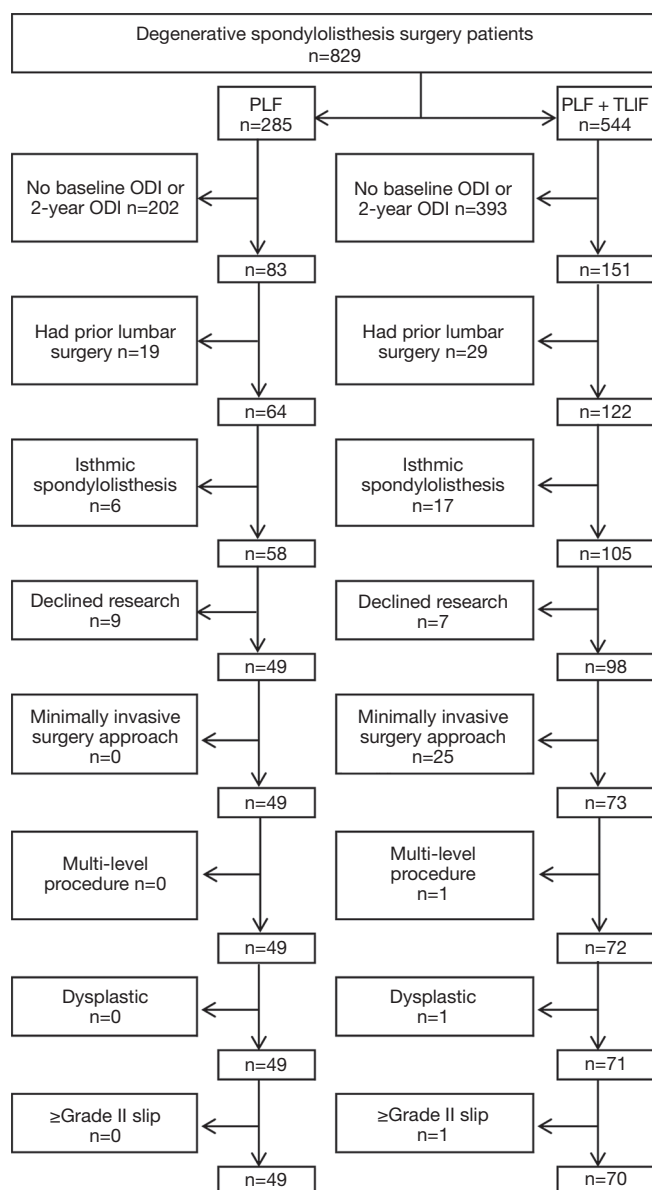 Degenerative spondylolisthesis surgery patients
n=829
PLF
n=285
PLF + TLIF
n=544
No baseline ODI or
2-year ODI n=202
No baseline ODI or
2-year ODI n=393
n=83
n=151
Had prior lumbar
surgery n=19
Had prior lumbar
surgery n=29
n=64
n=122
Isthmic
spondylolisthesis
n=6
Isthmic
spondylolisthesis
n=17
n=58
n=105
Declined research
n=9
Declined research
n=7
n=49
n=98
Minimally invasive
surgery approach
n=0
Minimally invasive
surgery approach
n=25
n=49
n=73
Multi-level
procedure n=0
Multi-level
procedure
n=1
n=49
n=72
Dysplastic
n=0
Dysplastic
n=1
n=49
n=71
≥Grade II slip
n=0
≥Grade II slip
n=1
n=49
n=70